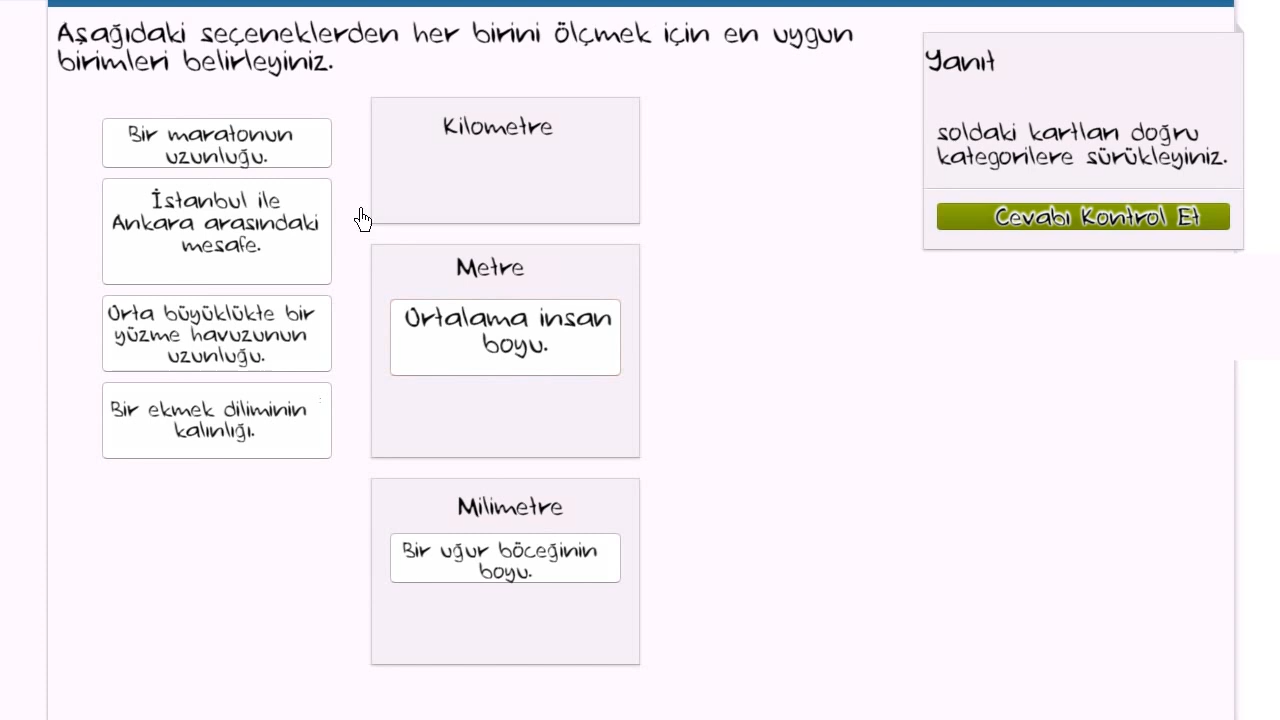 Aşağıdaki seçeneklerden her birini ölçmek için en uygun
birimleri belirleyiniz.
Bir maratonun
uzunluğu.
İstanbul ile
Ankara arasındaki
mesafe.
Orta büyüklükte bir
yüzme havuzunun
uzunluğu.
Bir ekmek diliminin
kalınlığı.
Kilometre
Metre
Ortalama insan
boyu.
Milimetre
Bir uğur böceğinin
boyu.
Yanıt
soldaki kartları doğru
kategorilere sürükleyiniz.
Cevabı Kontrol Et